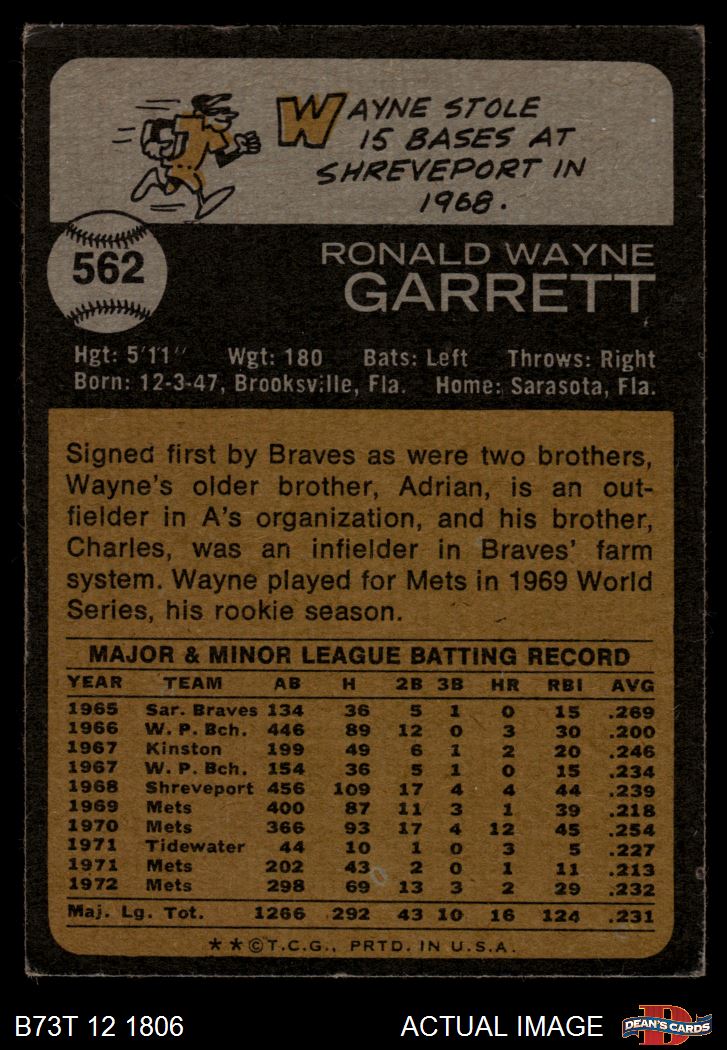 WAYNE STOLE
15 BASES AT
SHREVEPORT IN
1968.
562
RONALD WAYNE
GARRETT
Hgt: 5'11" Wgt: 180 Bats: Left Throws: Right
Born: 12-3-47, Brooksville, Fla. Home: Sarasota, Fla.
Signed first by Braves as were two brothers,
Wayne's older brother, Adrian, is an out-
fielder in A's organization, and his brother,
Charles, was an infielder in Braves' farm
system. Wayne played for Mets in 1969 World
Series, his rookie season.
MAJOR & MINOR LEAGUE BATTING RECORD
YEAR TEAM AB H 2B 3B HR RBI AVG
1965 Sar. Braves 134 36 5 1 0 15 .269
1966 W. P. Bch. 446 89 12 0 3 30 .200
1967 Kinston 199 49 6 1 2 20 .246
1967 W. P. Bch. 154 36 5 1 0 15 .234
1968 Shreveport 456 109 17 4 4 44 .239
1969 Mets 400 87 11 3 1 39 .218
1970 Mets 366 93 17 4 12 45 .254
1971 Tidewater 44 10 1 0 3 5 .227
1971 Mets 202 43 2 0 1 11 .213
1972 Mets 298 69 13 3 2 29 .232
Maj. Lg. Tot. 1266 292 43 10 16 124 .231
**©T.C.G., PRTD. IN U.S.A.
B73T 12 1806 ACTUAL IMAGE D DEAN'S CARDS